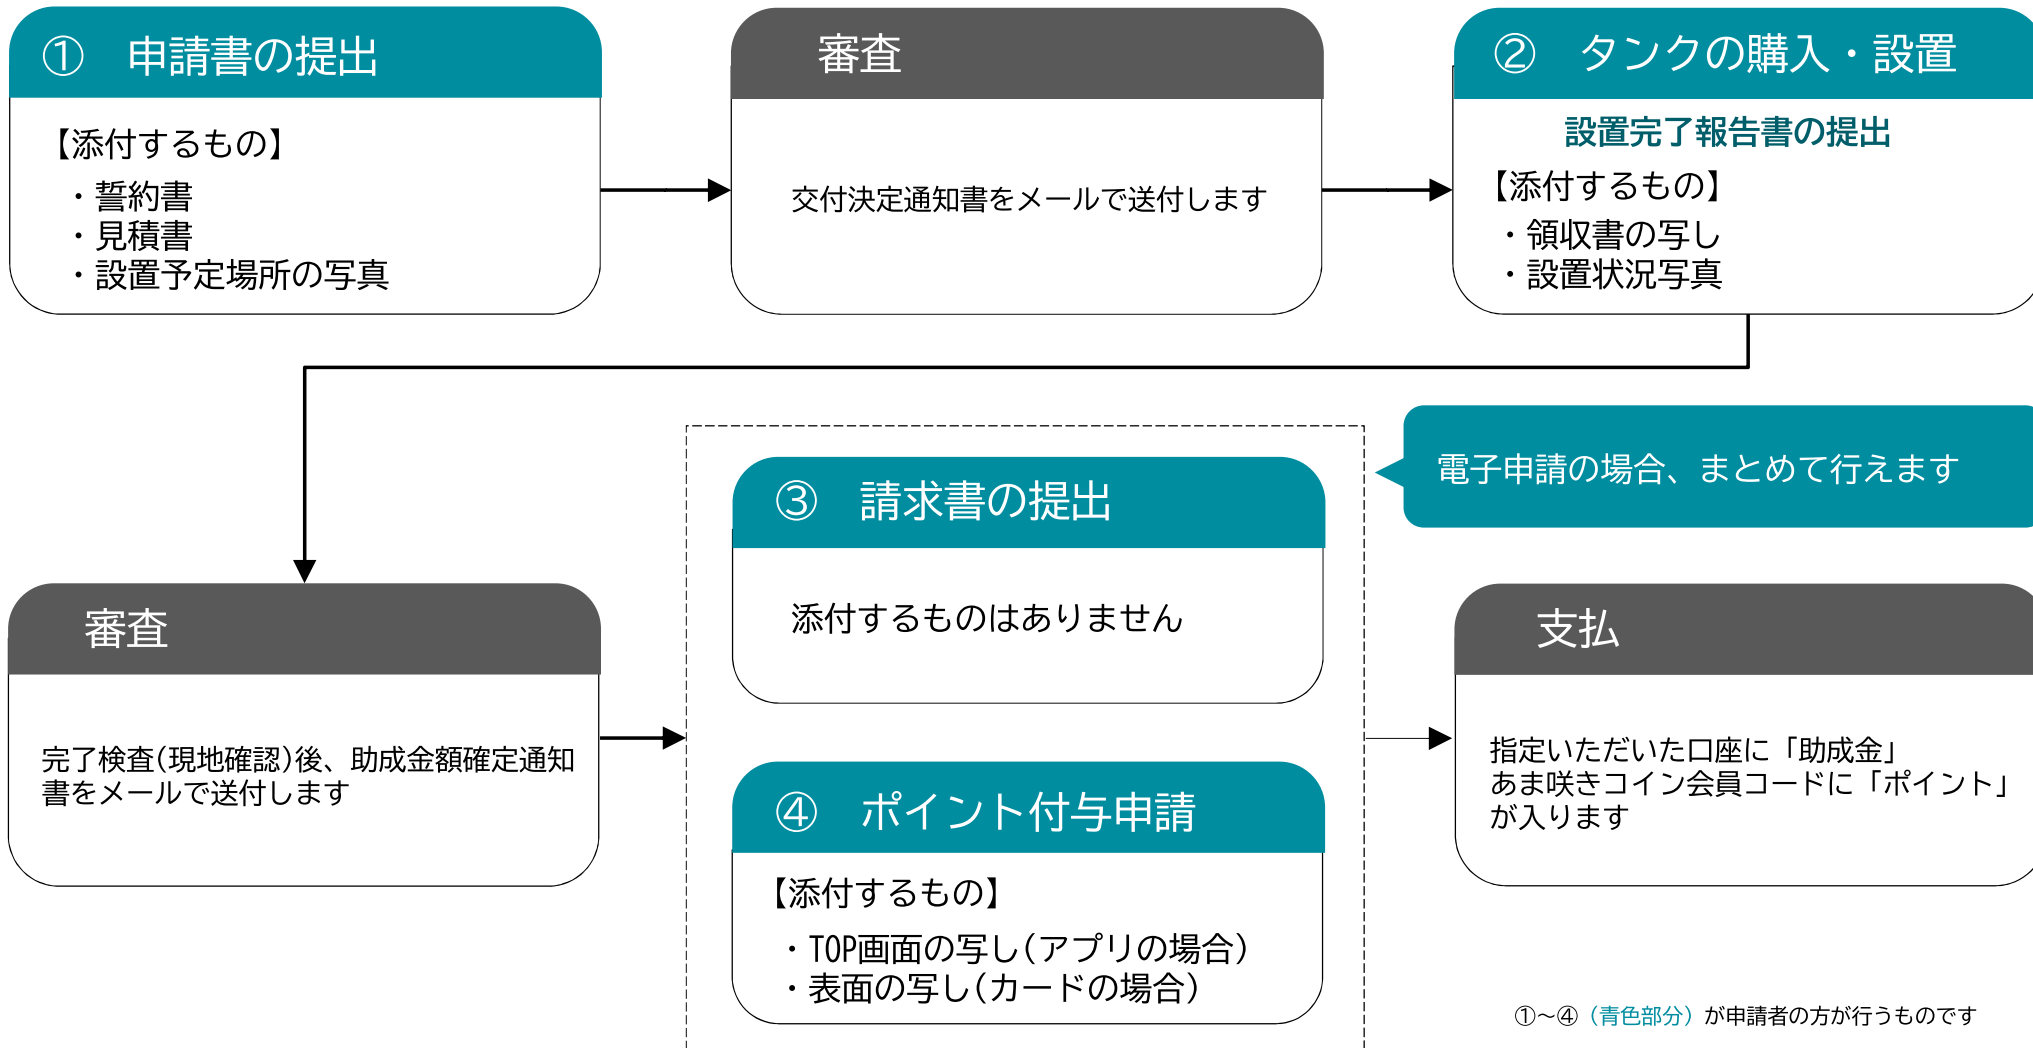 ① 申請書の提出
【添付するもの】
・誓約書
・見積書
・設置予定場所の写真
審査
交付決定通知書をメールで送付します
② タンクの購入・設置
設置完了報告書の提出
【添付するもの】
・領収書の写し
・設置状況写真
審査
完了検査(現地確認)後、助成金額確定通知
書をメールで送付します
③ 請求書の提出
添付するものはありません
④ ポイント付与申請
【添付するもの】
・TOP画面の写し(アプリの場合)
・表面の写し(カードの場合)
電子申請の場合、まとめて行えます
支払
指定いただいた口座に「助成金」
あま咲きコイン会員コードに「ポイント」
が入ります
①～④（青色部分）が申請者の方が行うものです